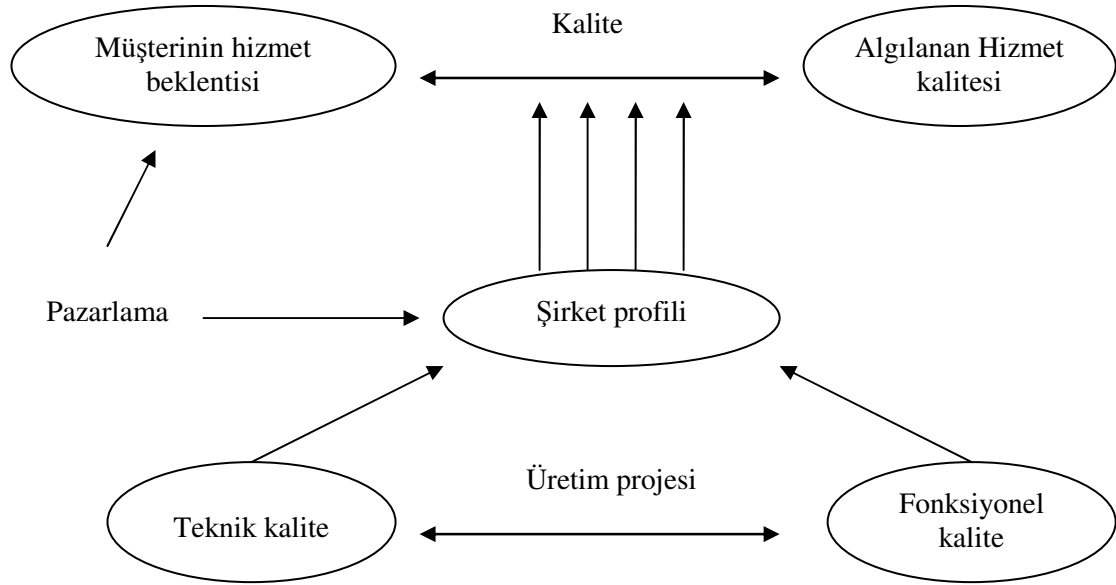 Kalite
Müşterinin hizmet
beklentisi
Algılanan Hizmet
kalitesi
Pazarlama
Şirket profili
Üretim projesi
Teknik kalite
Fonksiyonel
kalite